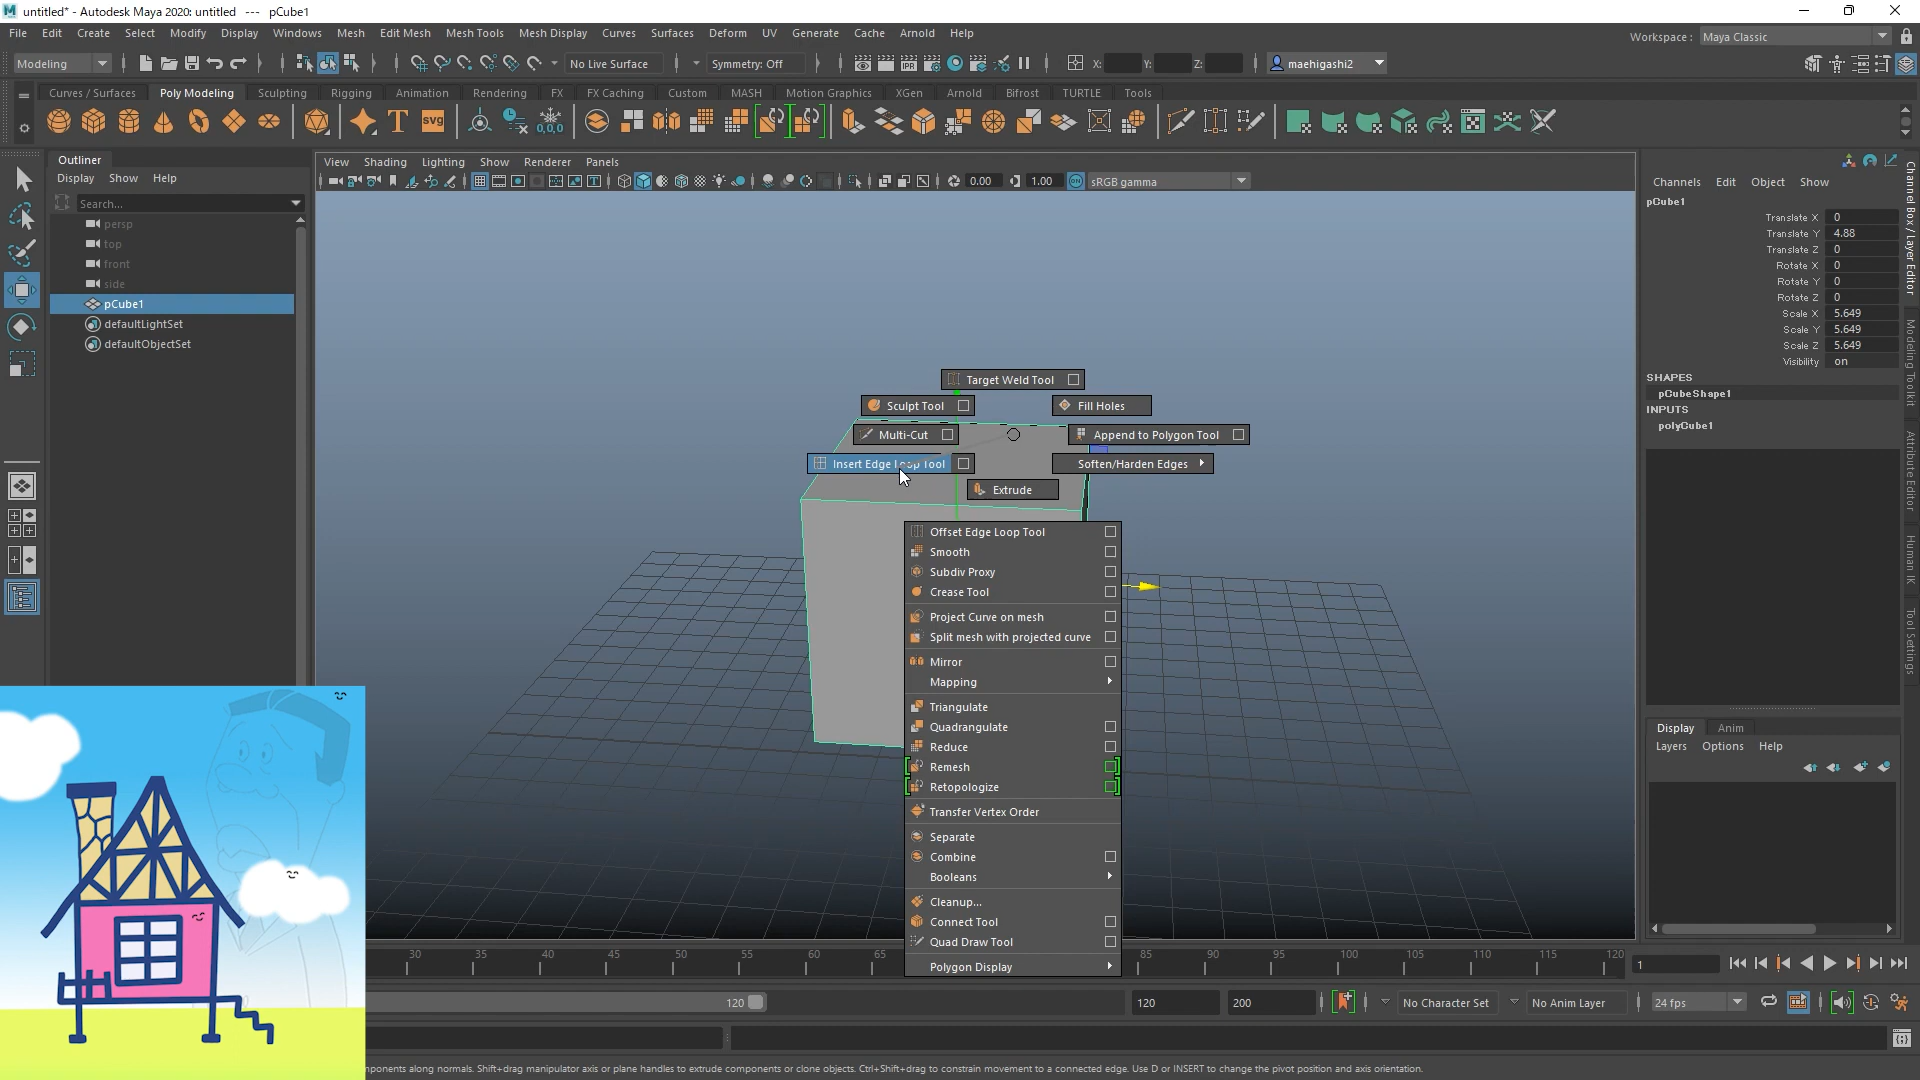 untitled* - Autodesk Maya 2020: untitled --- pCube1
File Edit Create Select Modify Display Windows Mesh Edit Mesh Mesh Tools Mesh Display Curves Surfaces Deform UV Generate Cache Arnold Help
Workspace : Maya Classic
Modeling
No Live Surface
Symmetry: Off
X: Y: Z:
maehigashi2
Curves / Surfaces Poly Modeling Sculpting Rigging Animation Rendering FX FX Caching Custom MASH Motion Graphics XGen Arnold Bifrost TURTLE Tools
T svg
0,0,0
Outliner
Display Show Help
Search...
persp
top
front
side
pCube1
defaultLightSet
defaultObjectSet
View Shading Lighting Show Renderer Panels
0.00 1.00 sRGB gamma
Target Weld Tool
Sculpt Tool
Fill Holes
Multi-Cut
Append to Polygon Tool
Insert Edge Loop Tool
Soften/Harden Edges
Extrude
Offset Edge Loop Tool
Smooth
Subdiv Proxy
Crease Tool
Project Curve on mesh
Split mesh with projected curve
Mirror
Mapping
Triangulate
Quadrangulate
Reduce
Remesh
Retopologize
Transfer Vertex Order
Separate
Combine
Booleans
Cleanup...
Connect Tool
Quad Draw Tool
Polygon Display
Channels Edit Object Show
pCube1
Translate X 0
Translate Y 4.88
Translate Z 0
Rotate X 0
Rotate Y 0
Rotate Z 0
Scale X 5.649
Scale Y 5.649
Scale Z 5.649
Visibility on
SHAPES
pCubeShape1
INPUTS
polyCube1
Display Anim
Layers Options Help
Channel Box / Layer Editor
Modeling Toolkit
Attribute Editor
Human IK
Tool Settings
30 35 40 45 50 55 60 65 85 90 95 100 105 110 115 120
1
120
120
200
No Character Set
No Anim Layer
24 fps
ponents along normals. Shift+drag manipulator axis or plane handles to extrude components or clone objects. Ctrl+Shift+drag to constrain movement to a connected edge. Use D or INSERT to change the pivot position and axis orientation.